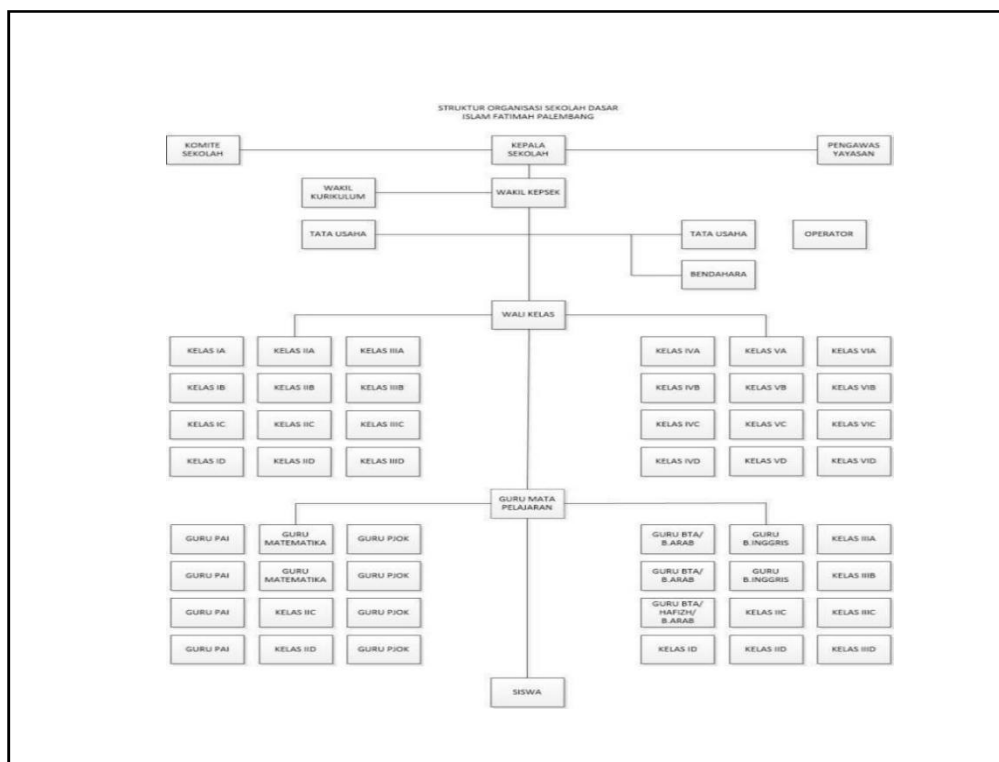 STRUKTUR ORGANISASI SEKOLAH DASAR
ISLAM FATIMAH PALEMBANG
KOMITE
SEKOLAH
KEPALA
SEKOLAH
PENGAWAS
YAYASAN
WAKIL
KURIKULUM
WAKIL KEPSEK
TATA USAHA
TATA USAHA
OPERATOR
BENDAHARA
WALI KELAS
KELAS IA
KELAS IIA
KELAS IIIA
KELAS IVA
KELAS VA
KELAS VIA
KELAS IB
KELAS IIB
KELAS IIIB
KELAS IVB
KELAS VB
KELAS VIB
KELAS IC
KELAS IIC
KELAS IIIC
KELAS IVC
KELAS VC
KELAS VIC
KELAS ID
KELAS IID
KELAS IIID
KELAS IVD
KELAS VD
KELAS VID
GURU MATA
PELAJARAN
GURU PAI
GURU
MATEMATIKA
GURU PJOK
GURU BTA/
B.ARAB
GURU
B.INGGRIS
KELAS IIIA
GURU PAI
GURU
MATEMATIKA
GURU PJOK
GURU BTA/
B.ARAB
GURU
B.INGGRIS
KELAS IIIB
GURU PAI
KELAS IIC
GURU PJOK
GURU BTA/
HAFIZH/
B.ARAB
KELAS IIC
KELAS IIIC
GURU PAI
KELAS IID
GURU PJOK
KELAS ID
KELAS IID
KELAS IIID
SISWA